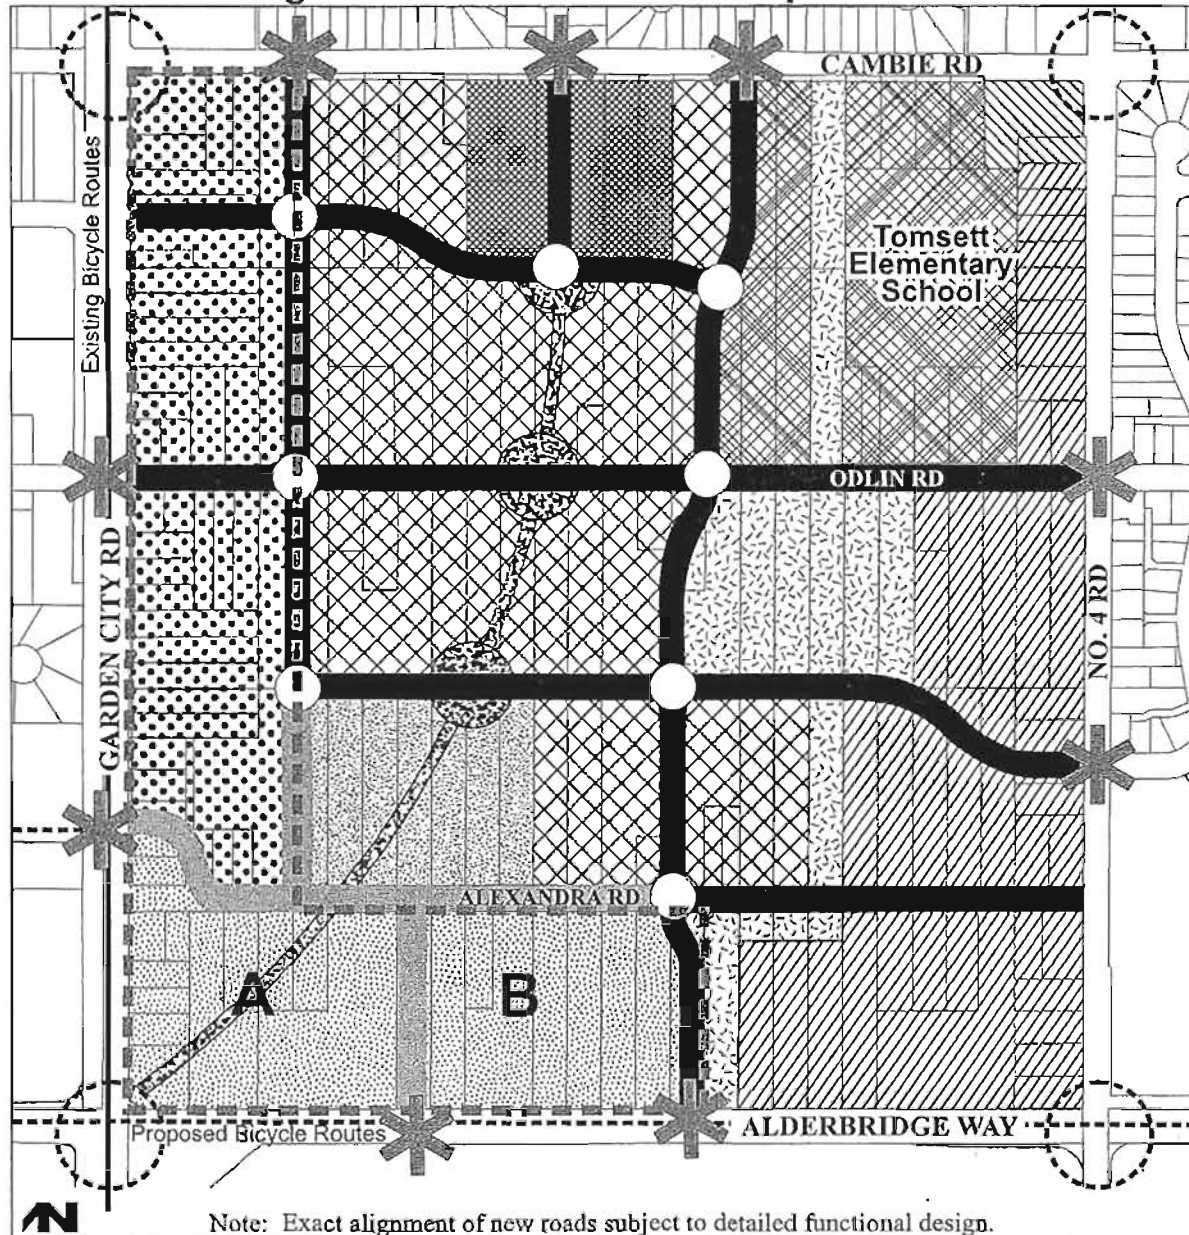 CAMBIE RD
Existing Bicycle Routes
Tomsett
Elementary
School
ODLIN RD
GARDEN CITY RD
NO. 4 RD
ALEXANDRA RD
A
B
Proposed Bicycle Routes
ALDERBRIDGE WAY
N
Note: Exact alignment of new roads subject to detailed functional design.